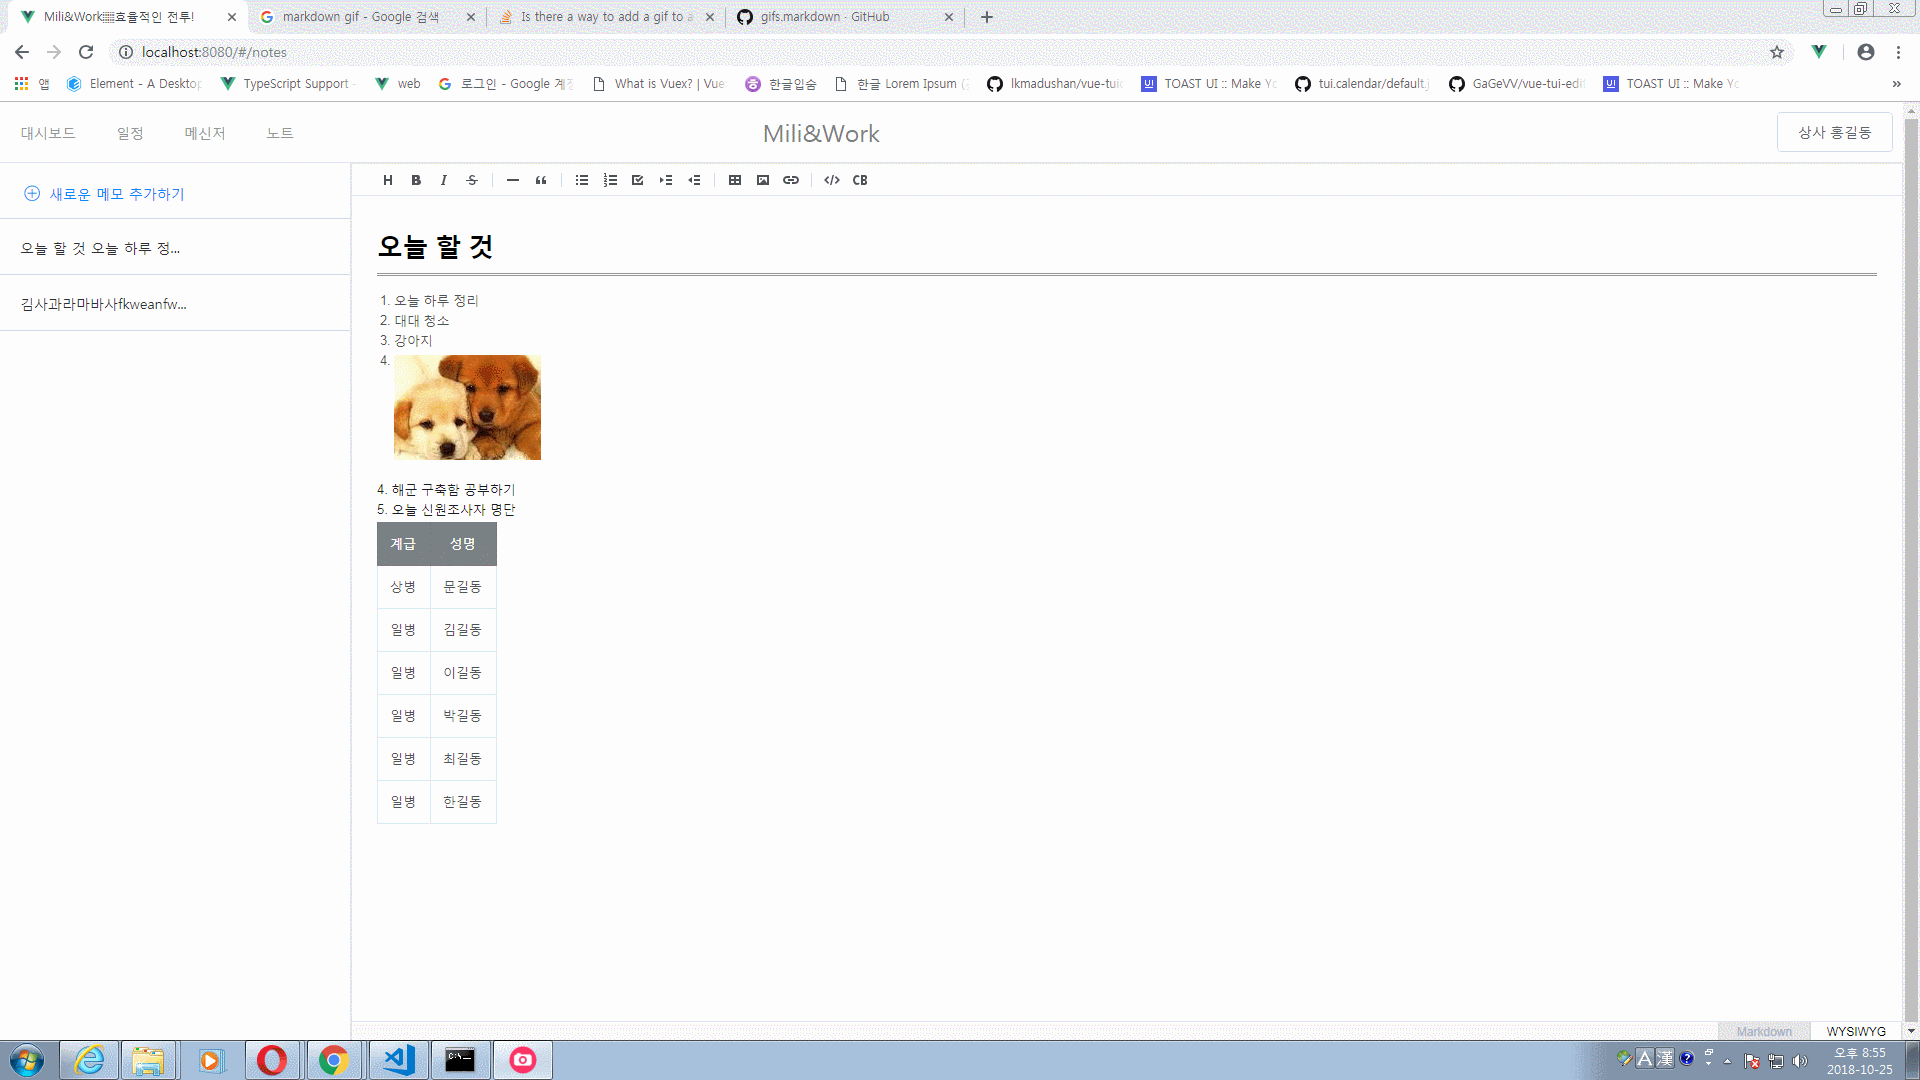 Mili&Work▒효율적인 전투!
markdown gif - Google 검색
Is there a way to add a gif to a
gifs.markdown · GitHub
localhost:8080/#/notes
앱
Element - A Desktop
TypeScript Support -
web
로그인 - Google 계정
What is Vuex? | Vue
한글입숨
한글 Lorem Ipsum (
lkmadushan/vue-tuic
TOAST UI :: Make Yo
tui.calendar/default.j
GaGeVV/vue-tui-edit
TOAST UI :: Make Yo
대시보드 일정 메신저 노트
Mili&Work
상사 홍길동
새로운 메모 추가하기
오늘 할 것 오늘 하루 정...
김사과라마바사fkweanfw...
H B I S
CB
오늘 할 것
1. 오늘 하루 정리
2. 대대 청소
3. 강아지
4.
4. 해군 구축함 공부하기
5. 오늘 신원조사자 명단
계급 성명
상병 문길동
일병 김길동
일병 이길동
일병 박길동
일병 최길동
일병 한길동
Markdown WYSIWYG
A 漢
오후 8:55
2018-10-25